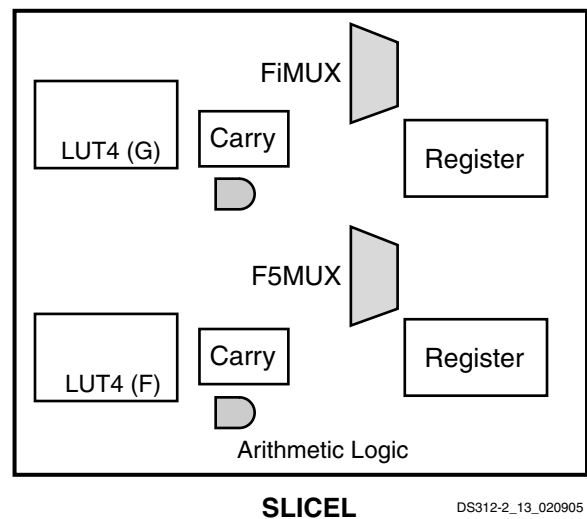 FiMUX
LUT4 (G)
Carry
Register
F5MUX
LUT4 (F)
Carry
Register
Arithmetic Logic
SLICEL
DS312-2_13_020905